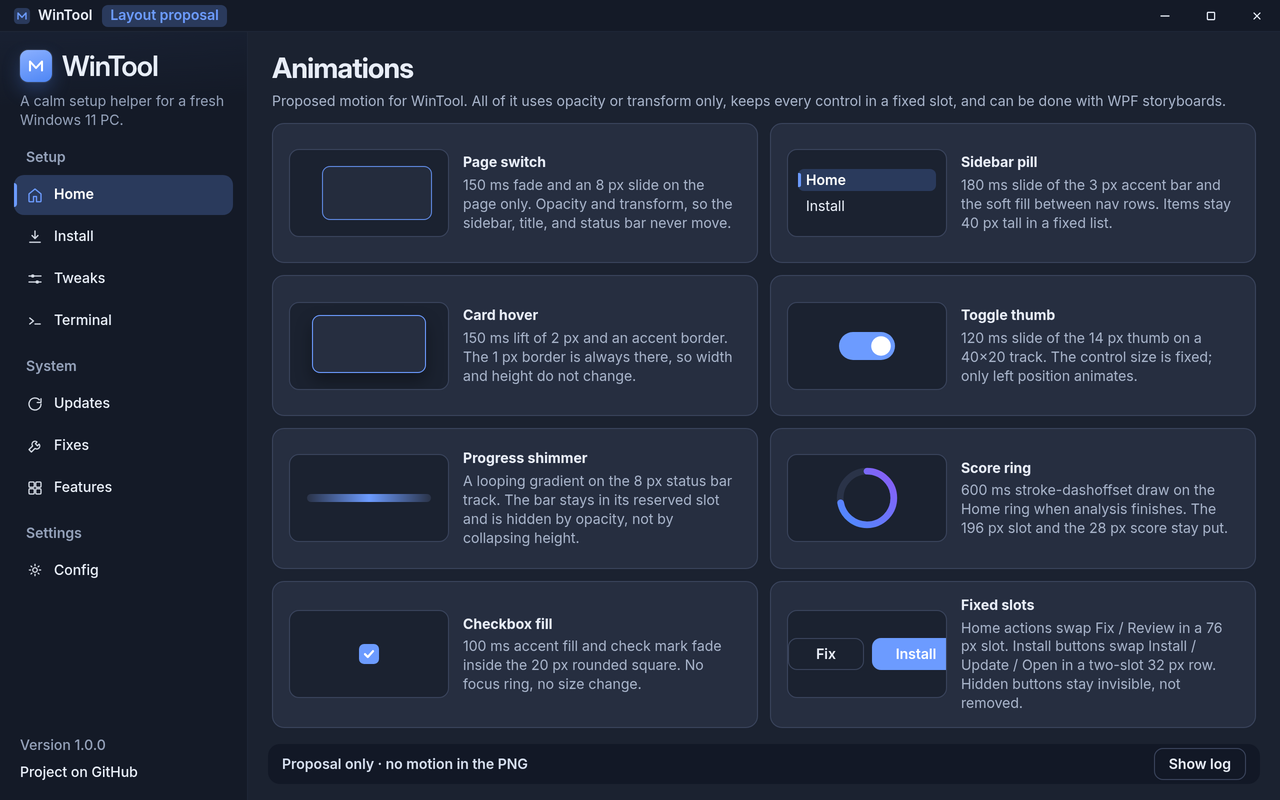 WinTool
Layout proposal
WinTool
A calm setup helper for a fresh
Windows 11 PC.
Setup
Home
Install
Tweaks
Terminal
System
Updates
Fixes
Features
Settings
Config
Version 1.0.0
Project on GitHub
Animations
Proposed motion for WinTool. All of it uses opacity or transform only, keeps every control in a fixed slot, and can be done with WPF storyboards.
Page switch
150 ms fade and an 8 px slide on the
page only. Opacity and transform, so the
sidebar, title, and status bar never move.
Home
Install
Sidebar pill
180 ms slide of the 3 px accent bar and
the soft fill between nav rows. Items stay
40 px tall in a fixed list.
Card hover
150 ms lift of 2 px and an accent border.
The 1 px border is always there, so width
and height do not change.
Toggle thumb
120 ms slide of the 14 px thumb on a
40×20 track. The control size is fixed;
only left position animates.
Progress shimmer
A looping gradient on the 8 px status bar
track. The bar stays in its reserved slot
and is hidden by opacity, not by
collapsing height.
Score ring
600 ms stroke-dashoffset draw on the
Home ring when analysis finishes. The
196 px slot and the 28 px score stay put.
Checkbox fill
100 ms accent fill and check mark fade
inside the 20 px rounded square. No
focus ring, no size change.
Fix
Install
Fixed slots
Home actions swap Fix / Review in a 76
px slot. Install buttons swap Install /
Update / Open in a two-slot 32 px row.
Hidden buttons stay invisible, not
removed.
Proposal only · no motion in the PNG
Show log